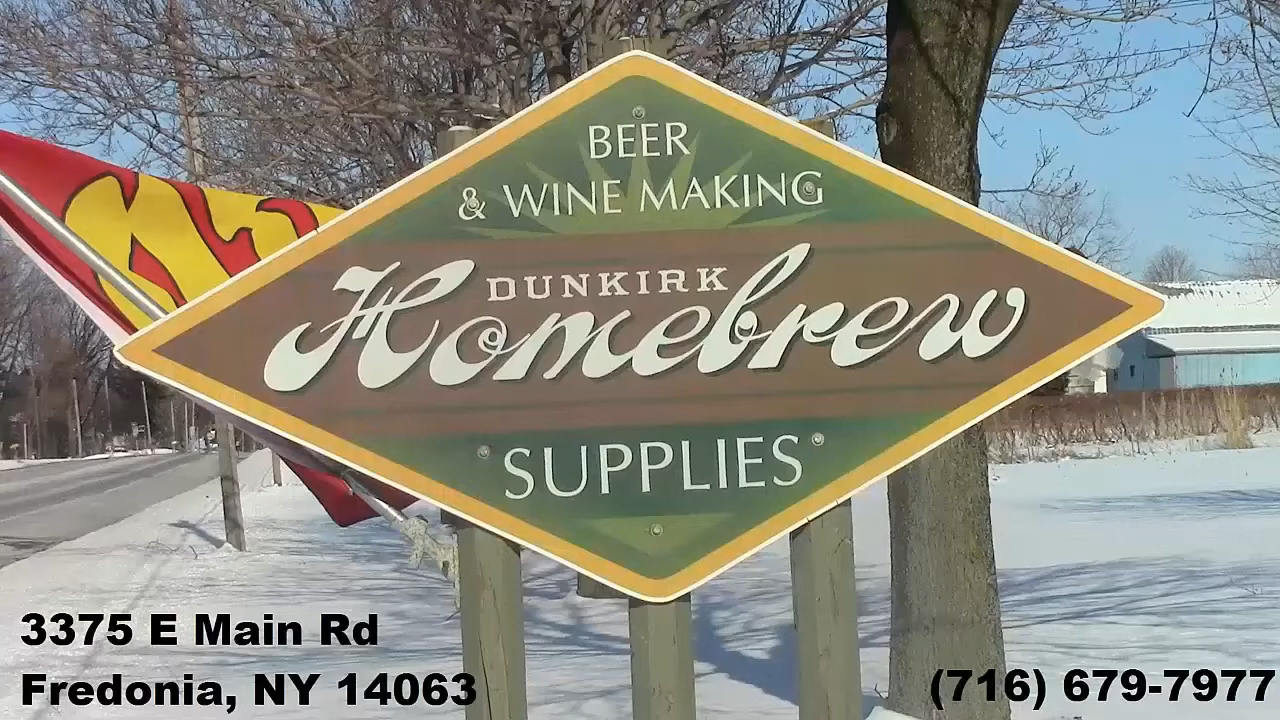 BEER
& WINE MAKING
DUNKIRK
Homebrew
SUPPLIES
3375 E Main Rd
Fredonia, NY 14063
(716) 679-7977